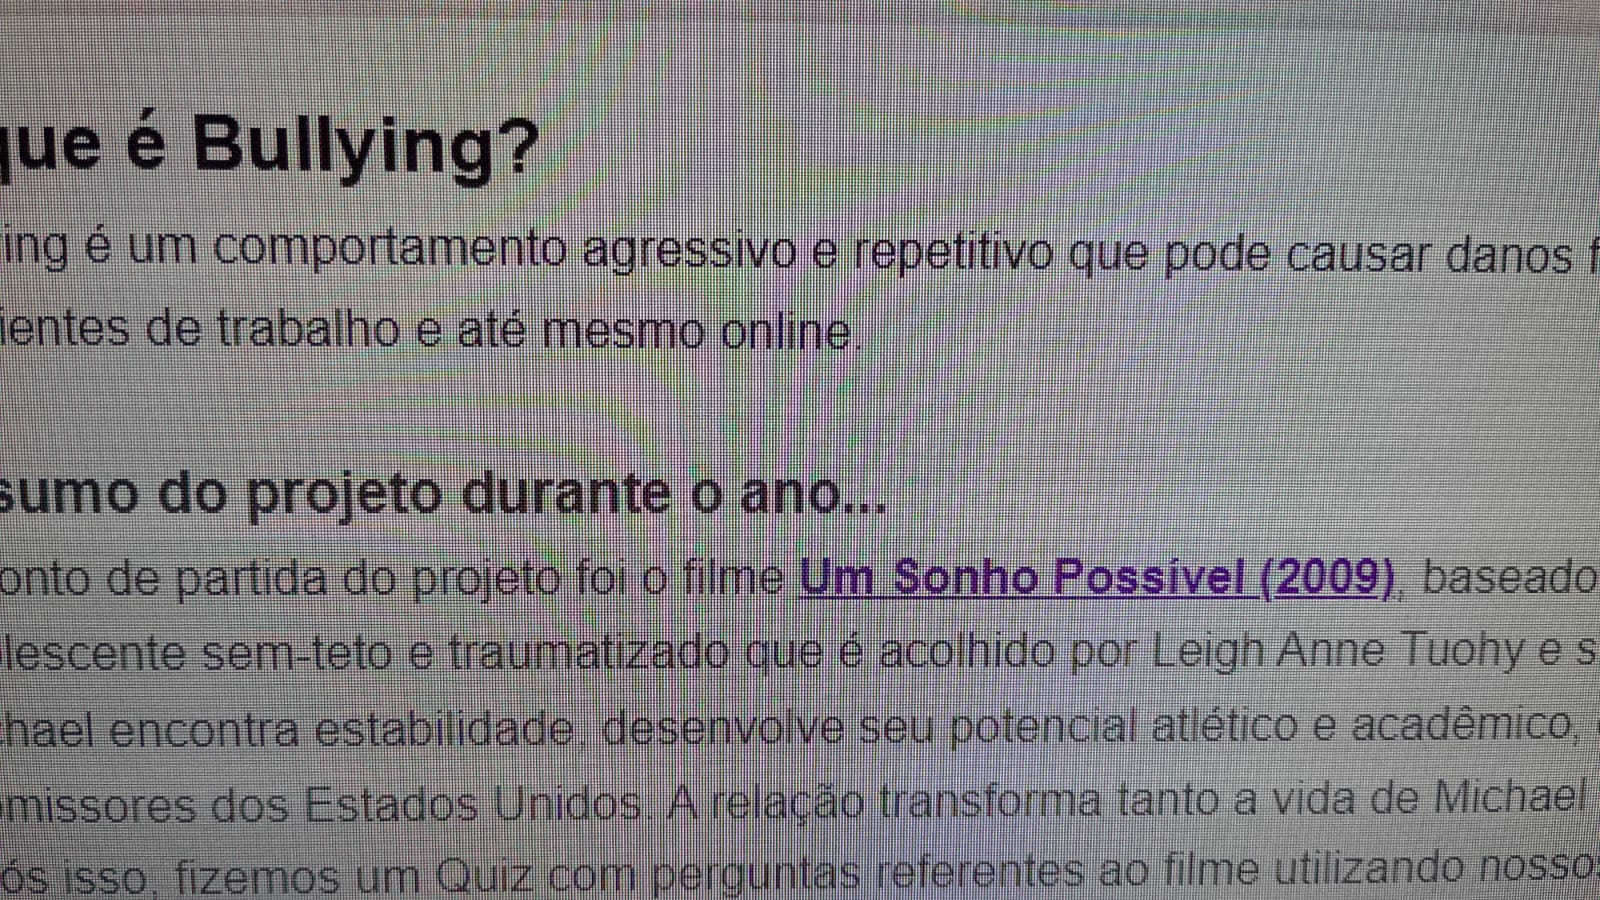 que é Bullying?
ing é um comportamento agressivo e repetitivo que pode causar danos f
ientes de trabalho e até mesmo online.
sumo do projeto durante o ano...
onto de partida do projeto foi o filme Um Sonho Possível (2009), baseado
lescente sem-teto e traumatizado que é acolhido por Leigh Anne Tuohy e s
hael encontra estabilidade, desenvolve seu potencial atlético e acadêmico,
missores dos Estados Unidos. A relação transforma tanto a vida de Michael
ós isso, fizemos um Quiz com perguntas referentes ao filme utilizando nosso